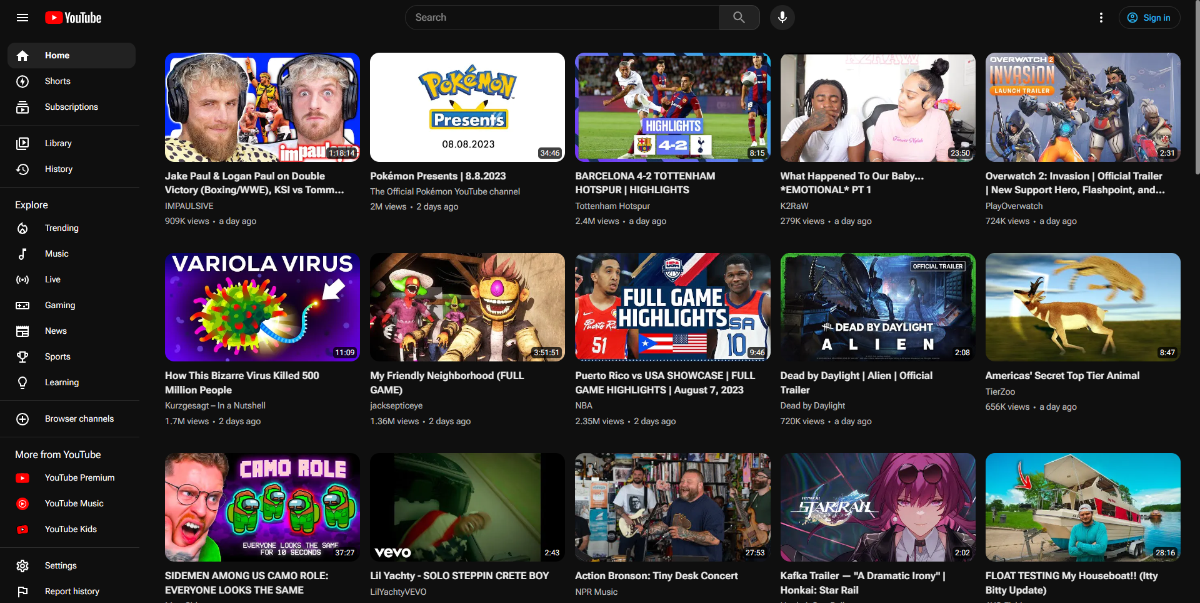 YouTube
Search
Sign in
Home
Shorts
Subscriptions
Library
History
Explore
Trending
Music
Live
Gaming
News
Sports
Learning
Browser channels
More from YouTube
YouTube Premium
YouTube Music
YouTube Kids
Settings
Report history
impaul
1:18:14
Jake Paul & Logan Paul on Double
Victory (Boxing/WWE), KSI vs Tomm...
IMPAULSIVE
909K views • a day ago
Pokémon
Presents
08.08.2023
34:46
Pokémon Presents | 8.8.2023
The Official Pokémon YouTube channel
2M views • 2 days ago
HIGHLIGHTS
4-2
8:15
BARCELONA 4-2 TOTTENHAM
HOTSPUR | HIGHLIGHTS
Tottenham Hotspur
2.4M views • a day ago
23:50
What Happened To Our Baby...
*EMOTIONAL* PT 1
K2RaW
279K views • a day ago
OVERWATCH 2
INVASION
LAUNCH TRAILER
2:31
Overwatch 2: Invasion | Official Trailer
| New Support Hero, Flashpoint, and...
PlayOverwatch
724K views • a day ago
VARIOLA VIRUS
11:09
How This Bizarre Virus Killed 500
Million People
Kurzgesagt – In a Nutshell
1.7M views • 2 days ago
3:51:51
My Friendly Neighborhood (FULL
GAME)
jacksepticeye
1.36M views • 2 days ago
FULL GAME
HIGHLIGHTS
51
10
9:46
Puerto Rico vs USA SHOWCASE | FULL
GAME HIGHLIGHTS | August 7, 2023
NBA
2.35M views • 2 days ago
OFFICIAL TRAILER
DEAD BY DAYLIGHT
ALIEN
2:08
Dead by Daylight | Alien | Official
Trailer
Dead by Daylight
720K views • a day ago
8:47
Americas' Secret Top Tier Animal
TierZoo
656K views • a day ago
CAMO ROLE
EVERYONE LOOKS THE SAME
FOR 10 SECONDS
37:27
SIDEMEN AMONG US CAMO ROLE:
EVERYONE LOOKS THE SAME
vevo
2:43
Lil Yachty - SOLO STEPPIN CRETE BOY
LilYachtyVEVO
27:53
Action Bronson: Tiny Desk Concert
NPR Music
STAR RAIL
2:02
Kafka Trailer — "A Dramatic Irony" |
Honkai: Star Rail
28:16
FLOAT TESTING My Houseboat!! (Itty
Bitty Update)